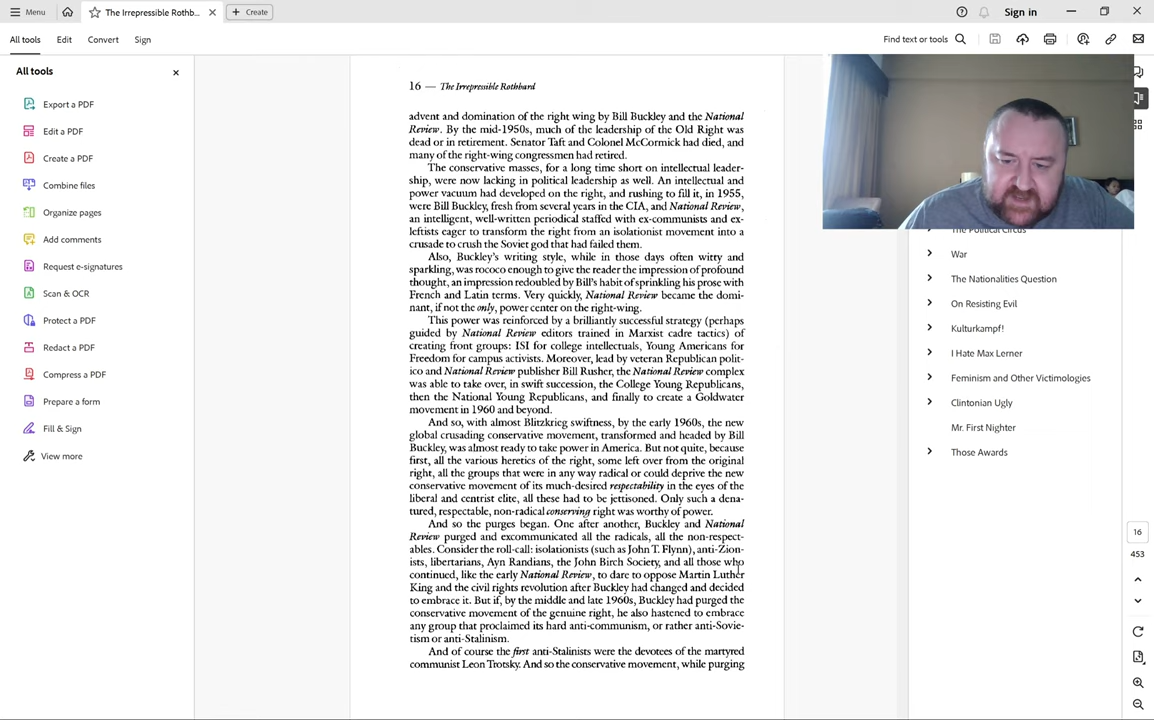 Menu
The Irrepressible Rothb...
Create
Sign in
All tools
Edit
Convert
Sign
Find text or tools
All tools
Export a PDF
Edit a PDF
Create a PDF
Combine files
Organize pages
Add comments
Request e-signatures
Scan & OCR
Protect a PDF
Redact a PDF
Compress a PDF
Prepare a form
Fill & Sign
View more
16 — The Irrepressible Rothbard
advent and domination of the right wing by Bill Buckley and the National
Review. By the mid-1950s, much of the leadership of the Old Right was
dead or in retirement. Senator Taft and Colonel McCormick had died, and
many of the right-wing congressmen had retired.
The conservative masses, for a long time short on intellectual leader-
ship, were now lacking in political leadership as well. An intellectual and
power vacuum had developed on the right, and rushing to fill it, in 1955,
were Bill Buckley, fresh from several years in the CIA, and National Review,
an intelligent, well-written periodical staffed with ex-communists and ex-
leftists eager to transform the right from an isolationist movement into a
crusade to crush the Soviet god that had failed them.
Also, Buckley's writing style, while in those days often witty and
sparkling, was rococo enough to give the reader the impression of profound
thought, an impression redoubled by Bill's habit of sprinkling his prose with
French and Latin terms. Very quickly, National Review became the domi-
nant, if not the only, power center on the right-wing.
This power was reinforced by a brilliantly successful strategy (perhaps
guided by National Review editors trained in Marxist cadre tactics) of
creating front groups: ISI for college intellectuals, Young Americans for
Freedom for campus activists. Moreover, lead by veteran Republican polit-
ico and National Review publisher Bill Rusher, the National Review complex
was able to take over, in swift succession, the College Young Republicans,
then the National Young Republicans, and finally to create a Goldwater
movement in 1960 and beyond.
And so, with almost Blitzkrieg swiftness, by the early 1960s, the new
global crusading conservative movement, transformed and headed by Bill
Buckley, was almost ready to take power in America. But not quite, because
first, all the various heretics of the right, some left over from the original
right, all the groups that were in any way radical or could deprive the new
conservative movement of its much-desired respectability in the eyes of the
liberal and centrist elite, all these had to be jettisoned. Only such a dena-
tured, respectable, non-radical conserving right was worthy of power.
And so the purges began. One after another, Buckley and National
Review purged and excommunicated all the radicals, all the non-respect-
ables. Consider the roll-call: isolationists (such as John T. Flynn), anti-Zion-
ists, libertarians, Ayn Randians, the John Birch Society, and all those who
continued, like the early National Review, to dare to oppose Martin Luther
King and the civil rights revolution after Buckley had changed and decided
to embrace it. But if, by the middle and late 1960s, Buckley had purged the
conservative movement of the genuine right, he also hastened to embrace
any group that proclaimed its hard anti-communism, or rather anti-Sovie-
tism or anti-Stalinism.
And of course the first anti-Stalinists were the devotees of the martyred
communist Leon Trotsky. And so the conservative movement, while purging
The Political Circus
War
The Nationalities Question
On Resisting Evil
Kulturkampf!
I Hate Max Lerner
Feminism and Other Victimologies
Clintonian Ugly
Mr. First Nighter
Those Awards
16
453